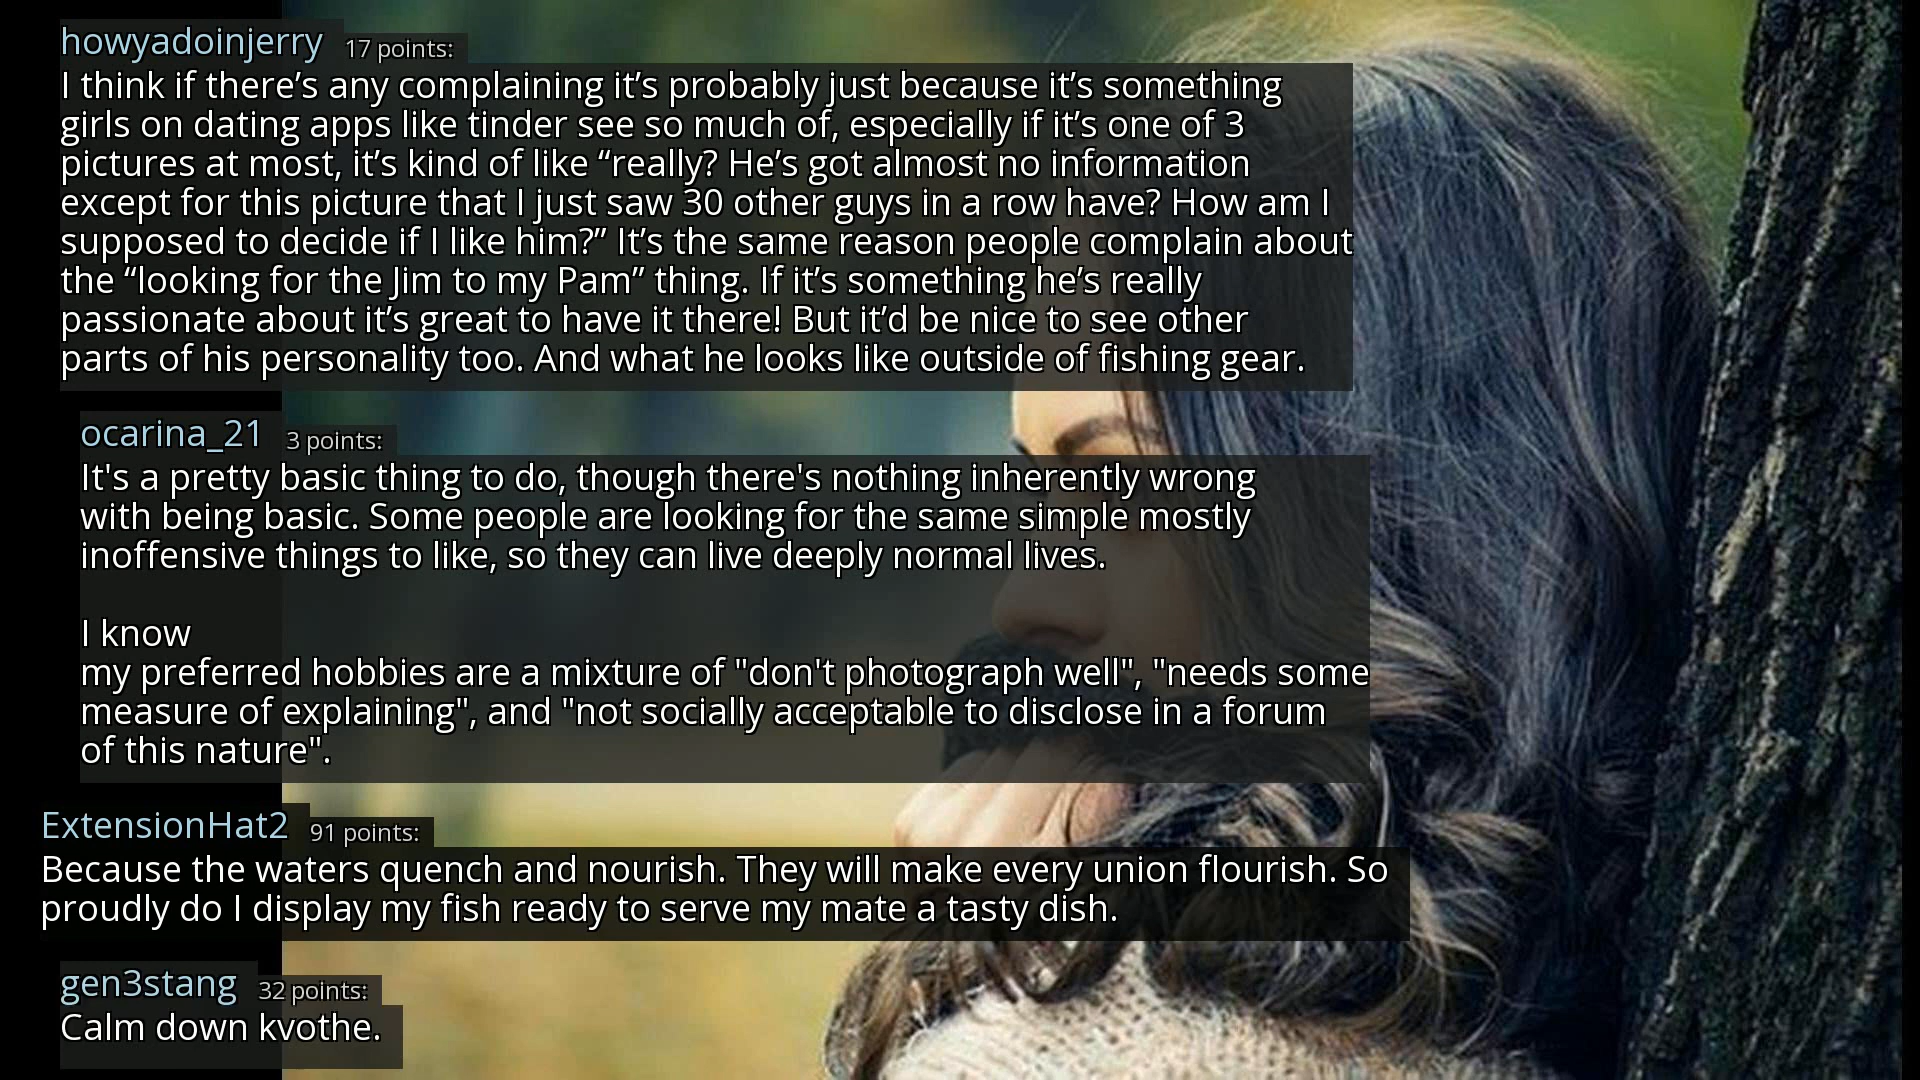 howyadoinjerry 17 points:
I think if there’s any complaining it’s probably just because it’s something
girls on dating apps like tinder see so much of, especially if it’s one of 3
pictures at most, it’s kind of like “really? He’s got almost no information
except for this picture that I just saw 30 other guys in a row have? How am I
supposed to decide if I like him?” It’s the same reason people complain about
the “looking for the Jim to my Pam” thing. If it’s something he’s really
passionate about it’s great to have it there! But it’d be nice to see other
parts of his personality too. And what he looks like outside of fishing gear.
ocarina_21 3 points:
It's a pretty basic thing to do, though there's nothing inherently wrong
with being basic. Some people are looking for the same simple mostly
inoffensive things to like, so they can live deeply normal lives.
I know
my preferred hobbies are a mixture of "don't photograph well", "needs some
measure of explaining", and "not socially acceptable to disclose in a forum
of this nature".
ExtensionHat2 91 points:
Because the waters quench and nourish. They will make every union flourish. So
proudly do I display my fish ready to serve my mate a tasty dish.
gen3stang 32 points:
Calm down kvothe.